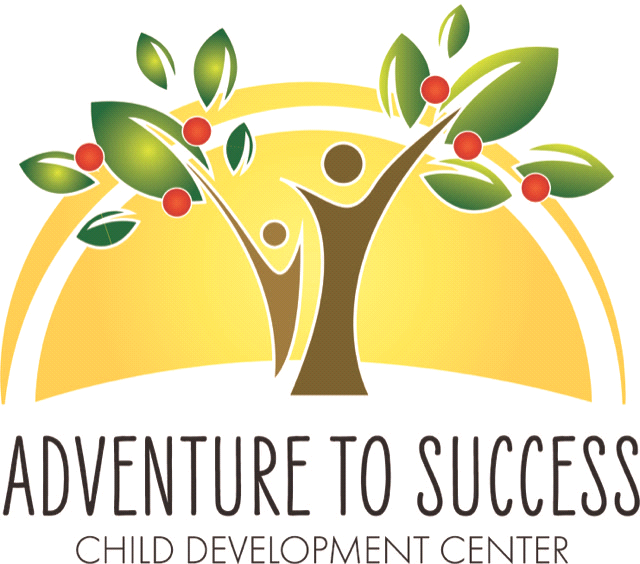 ADVENTURE TO SUCCESS
CHILD DEVELOPMENT CENTER